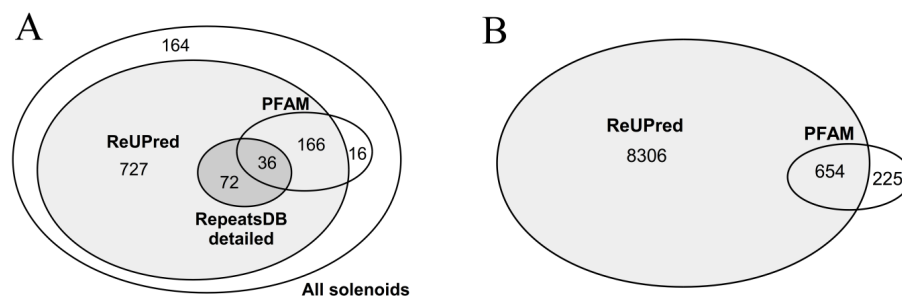 A
164
PFAM
ReUPred
727
166
16
36
72
RepeatsDB
detailed
All solenoids
B
ReUPred
8306
PFAM
654
225